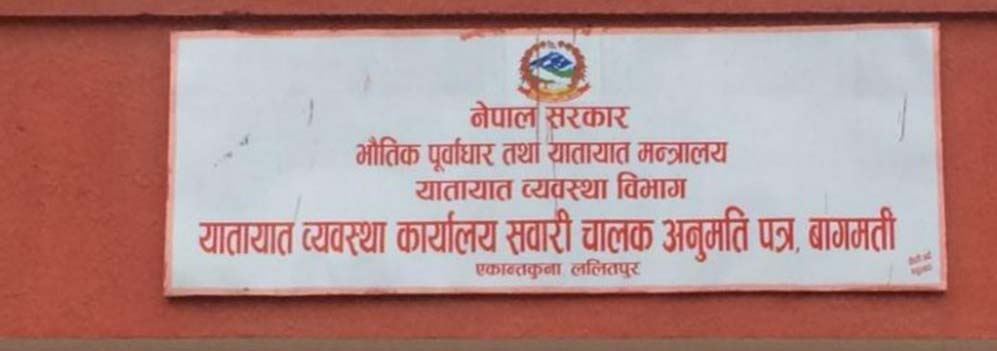 नेपाल सरकार
भौतिक पूर्वाधार तथा यातायात मन्त्रालय
यातायात व्यवस्था विभाग
यातायात व्यवस्था कार्यालय सवारी चालक अनुमति पत्र, बागमती
एकान्तकुना ललितपुर